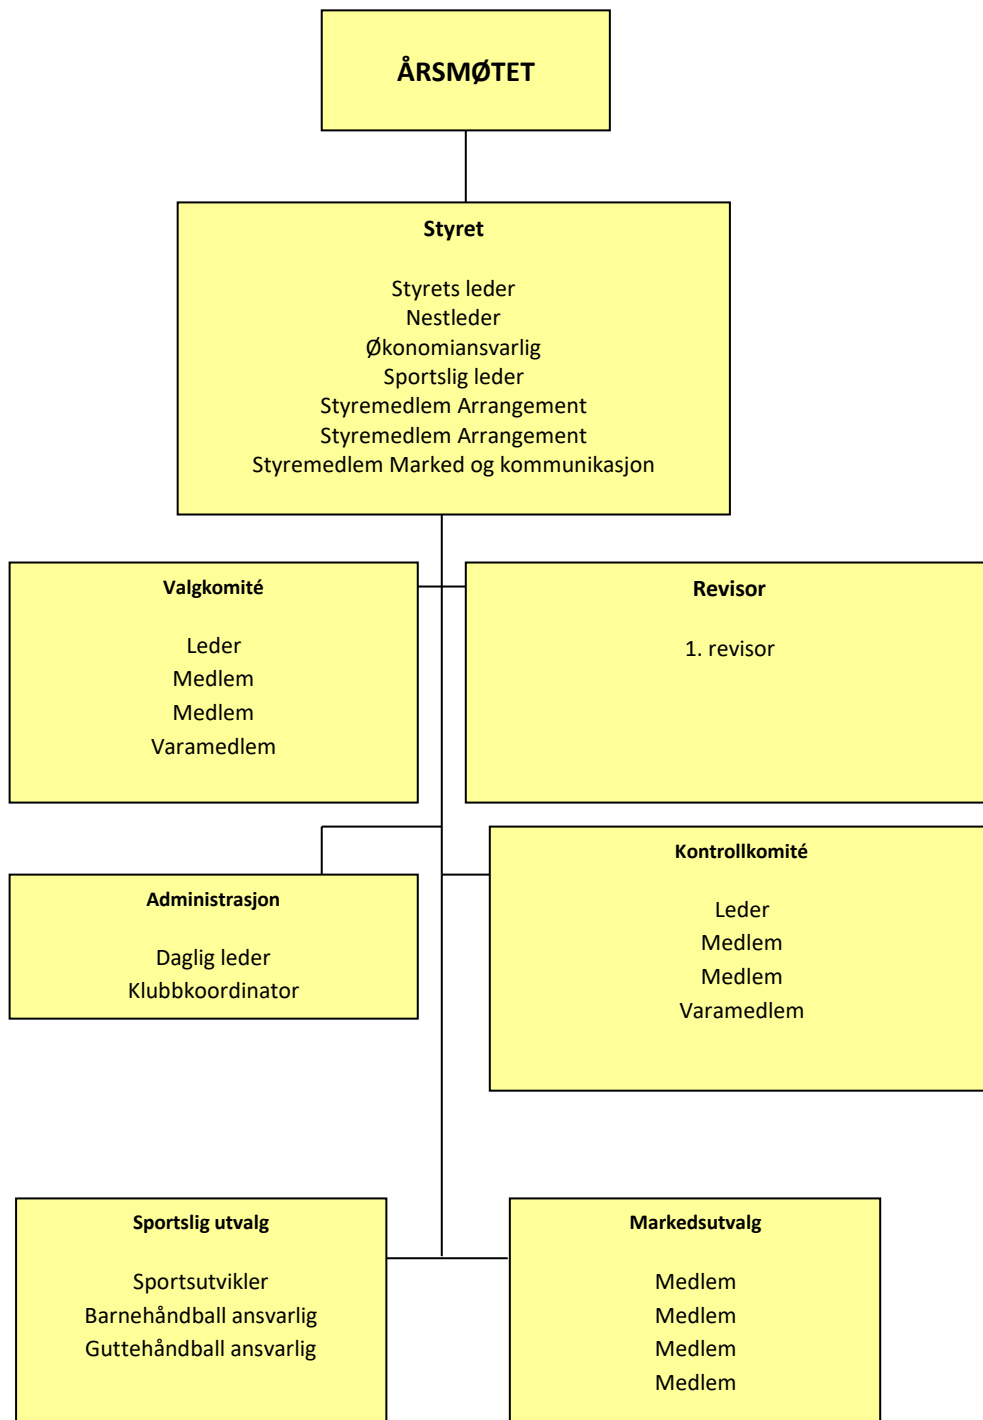 ÅRSMØTET
Styret
Styrets leder
Nestleder
Økonomiansvarlig
Sportslig leder
Styremedlem Arrangement
Styremedlem Arrangement
Styremedlem Marked og kommunikasjon
Valgkomité
Leder
Medlem
Medlem
Varamedlem
Revisor
1. revisor
Administrasjon
Daglig leder
Klubbkoordinator
Kontrollkomité
Leder
Medlem
Medlem
Varamedlem
Sportslig utvalg
Sportsutvikler
Barnehåndball ansvarlig
Guttehåndball ansvarlig
Markedsutvalg
Medlem
Medlem
Medlem
Medlem